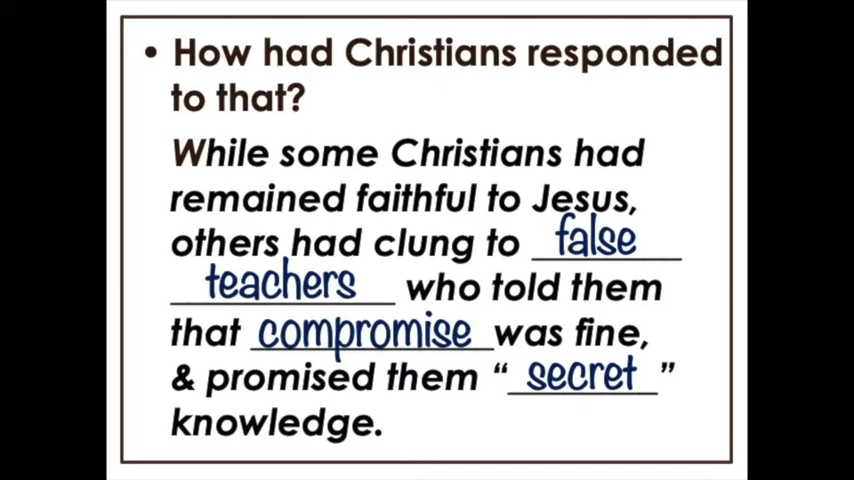 • How had Christians responded
to that?
While some Christians had
remained faithful to Jesus,
others had clung to false
teachers who told them
that compromise was fine,
& promised them “secret”
knowledge.